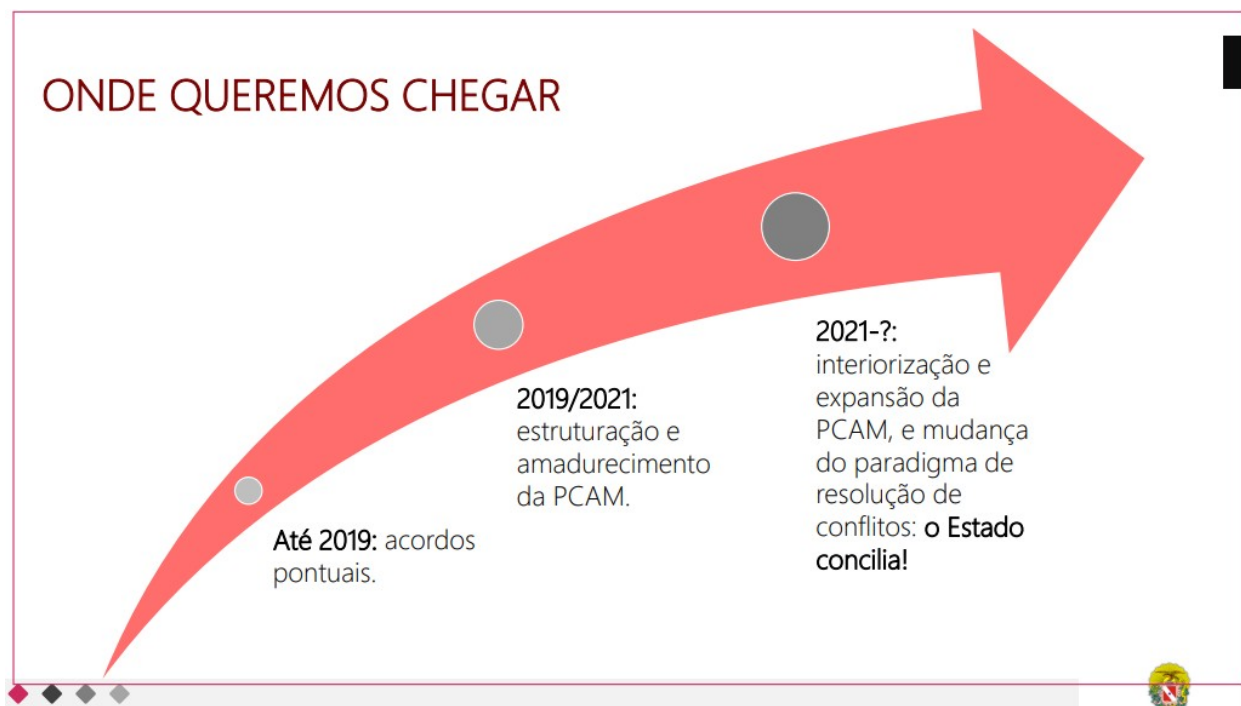 ONDE QUEREMOS CHEGAR
Até 2019: acordos
pontuais.
2019/2021:
estruturação e
amadurecimento
da PCAM.
2021-?:
interiorização e
expansão da
PCAM, e mudança
do paradigma de
resolução de
conflitos: o Estado
concilia!